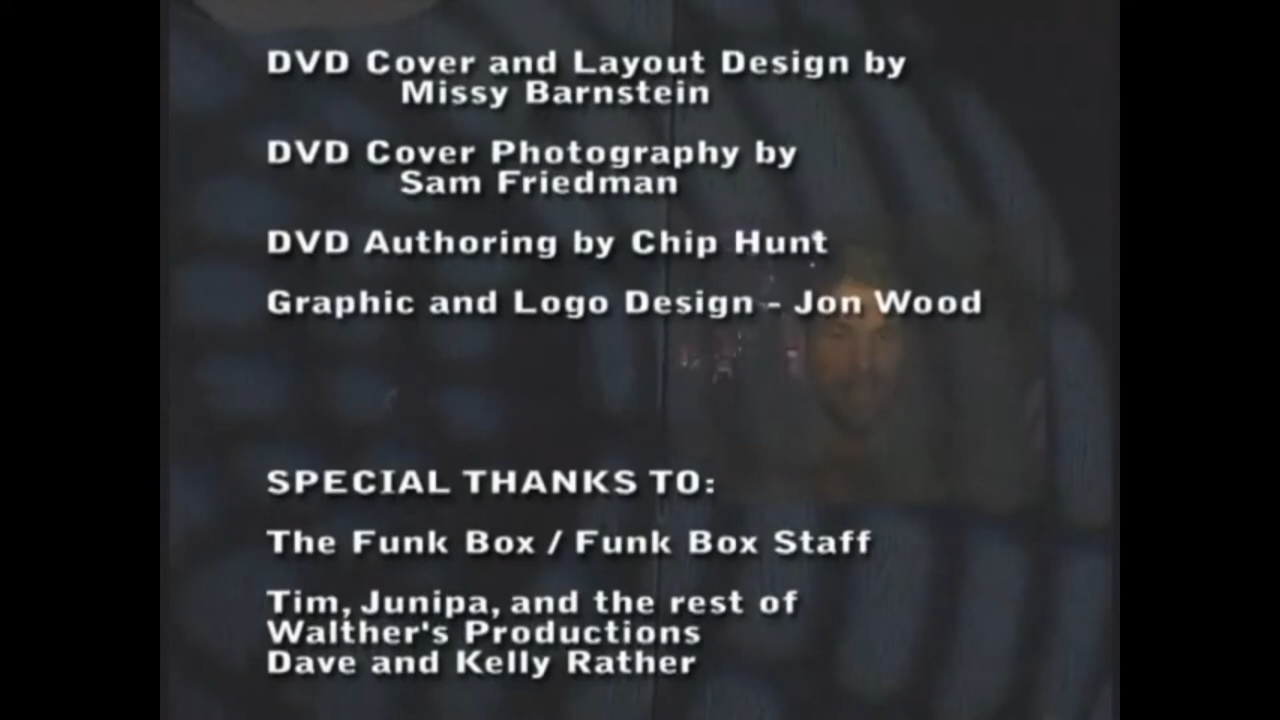 DVD Cover and Layout Design by
Missy Barnstein
DVD Cover Photography by
Sam Friedman
DVD Authoring by Chip Hunt
Graphic and Logo Design - Jon Wood
SPECIAL THANKS TO:
The Funk Box / Funk Box Staff
Tim, Junipa, and the rest of
Walther's Productions
Dave and Kelly Rather